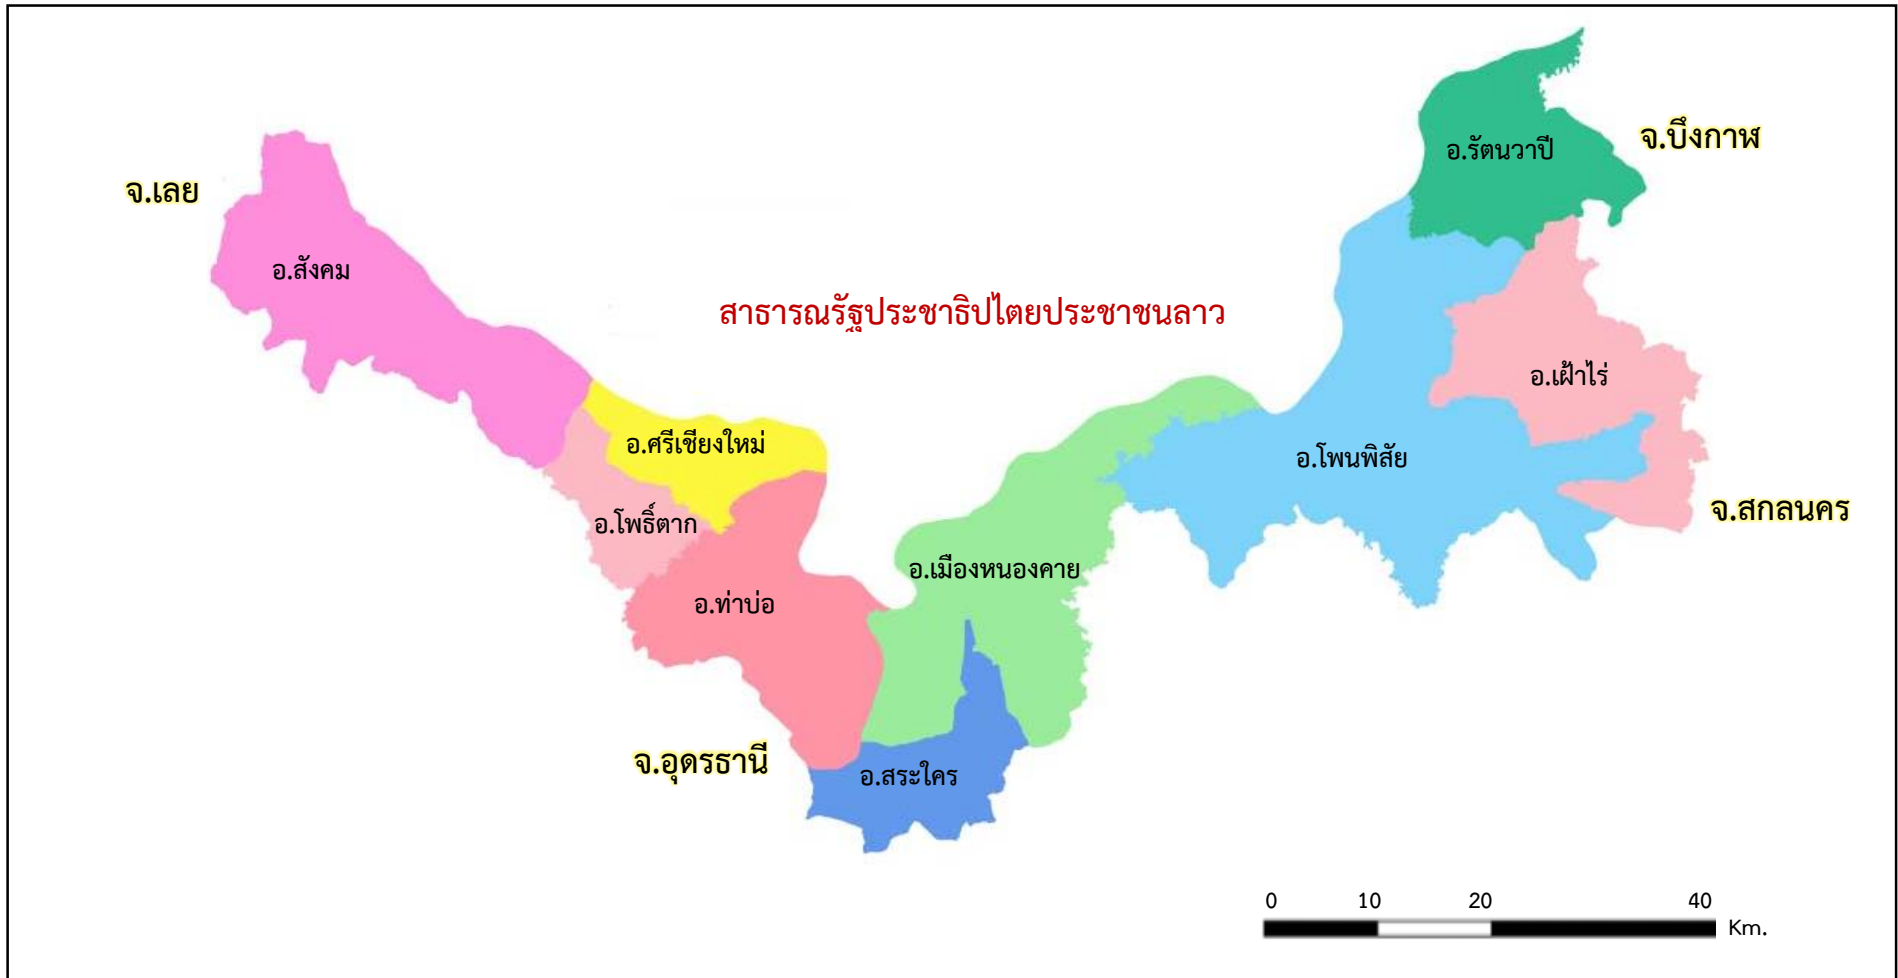 อ.รัตนวาปี
จ.บึงกาฬ
จ.เลย
อ.สังคม
สาธารณรัฐประชาธิปไตยประชาชนลาว
อ.เฝ้าไร่
อ.ศรีเชียงใหม่
อ.โพนพิสัย
จ.สกลนคร
อ.โพธิ์ตาก
อ.เมืองหนองคาย
อ.ท่าบ่อ
จ.อุดรธานี
อ.สระใคร
0 10 20 40
Km.